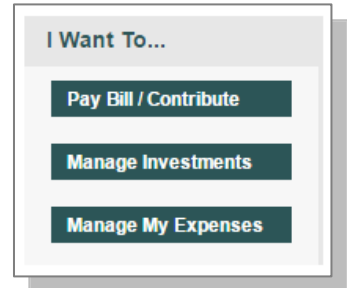 I Want To...
Pay Bill / Contribute
Manage Investments
Manage My Expenses